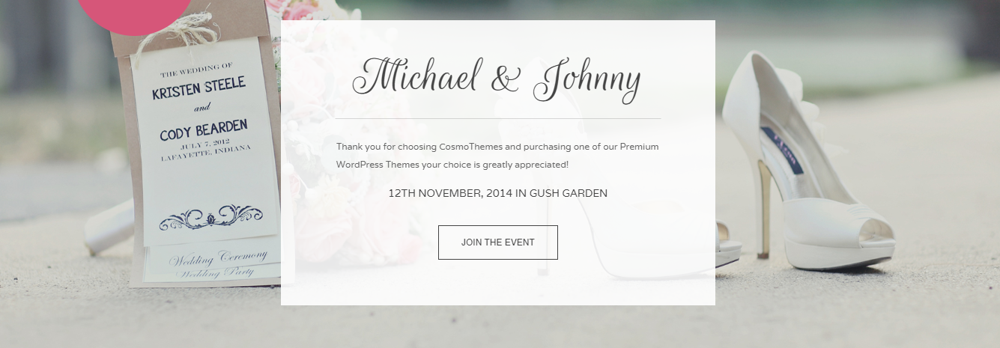 THE WEDDING OF
KRISTEN STEELE
and
CODY BEARDEN
JULY 7, 2012
LAFAYETTE, INDIANA
Wedding Ceremony
Wedding Party
Michael & Johnny
Thank you for choosing CosmoThemes and purchasing one of our Premium
WordPress Themes your choice is greatly appreciated!
12TH NOVEMBER, 2014 IN GUSH GARDEN
JOIN THE EVENT